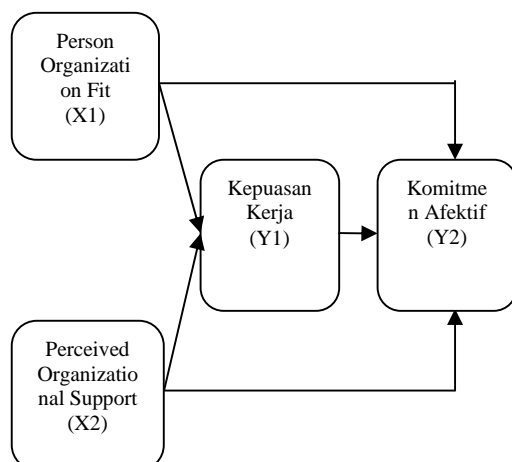 Person
Organizati
on Fit
(X1)
Kepuasan
Kerja
(Y1)
Komitme
n Afektif
(Y2)
Perceived
Organizatio
nal Support
(X2)